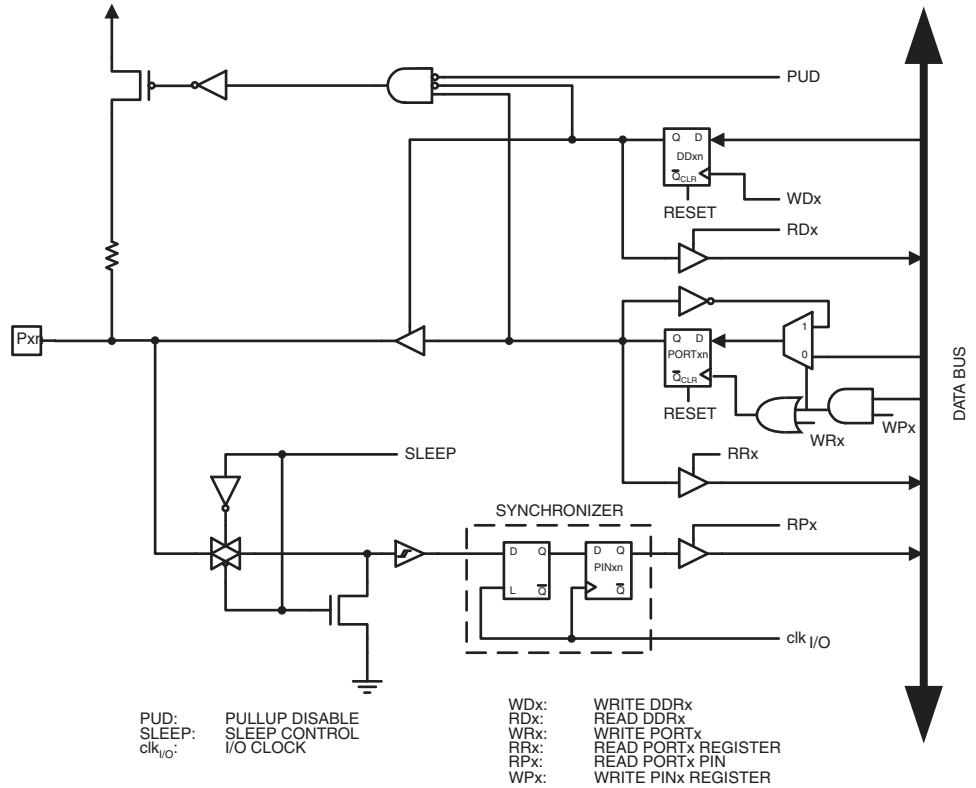 PUD
Q D
DDxn
Q CLR
WDx
RESET
RDx
Pxn
1
Q D
PORTxn
0
Q CLR
RESET
WRx
WPx
DATA BUS
SLEEP
RRx
SYNCHRONIZER
RPx
D Q
D Q
PINxn
L Q
Q
clk I/O
PUD: PULLUP DISABLE
SLEEP: SLEEP CONTROL
clkI/O: I/O CLOCK
WDx: WRITE DDRx
RDx: READ DDRx
WRx: WRITE PORTx
RRx: READ PORTx REGISTER
RPx: READ PORTx PIN
WPx: WRITE PINx REGISTER